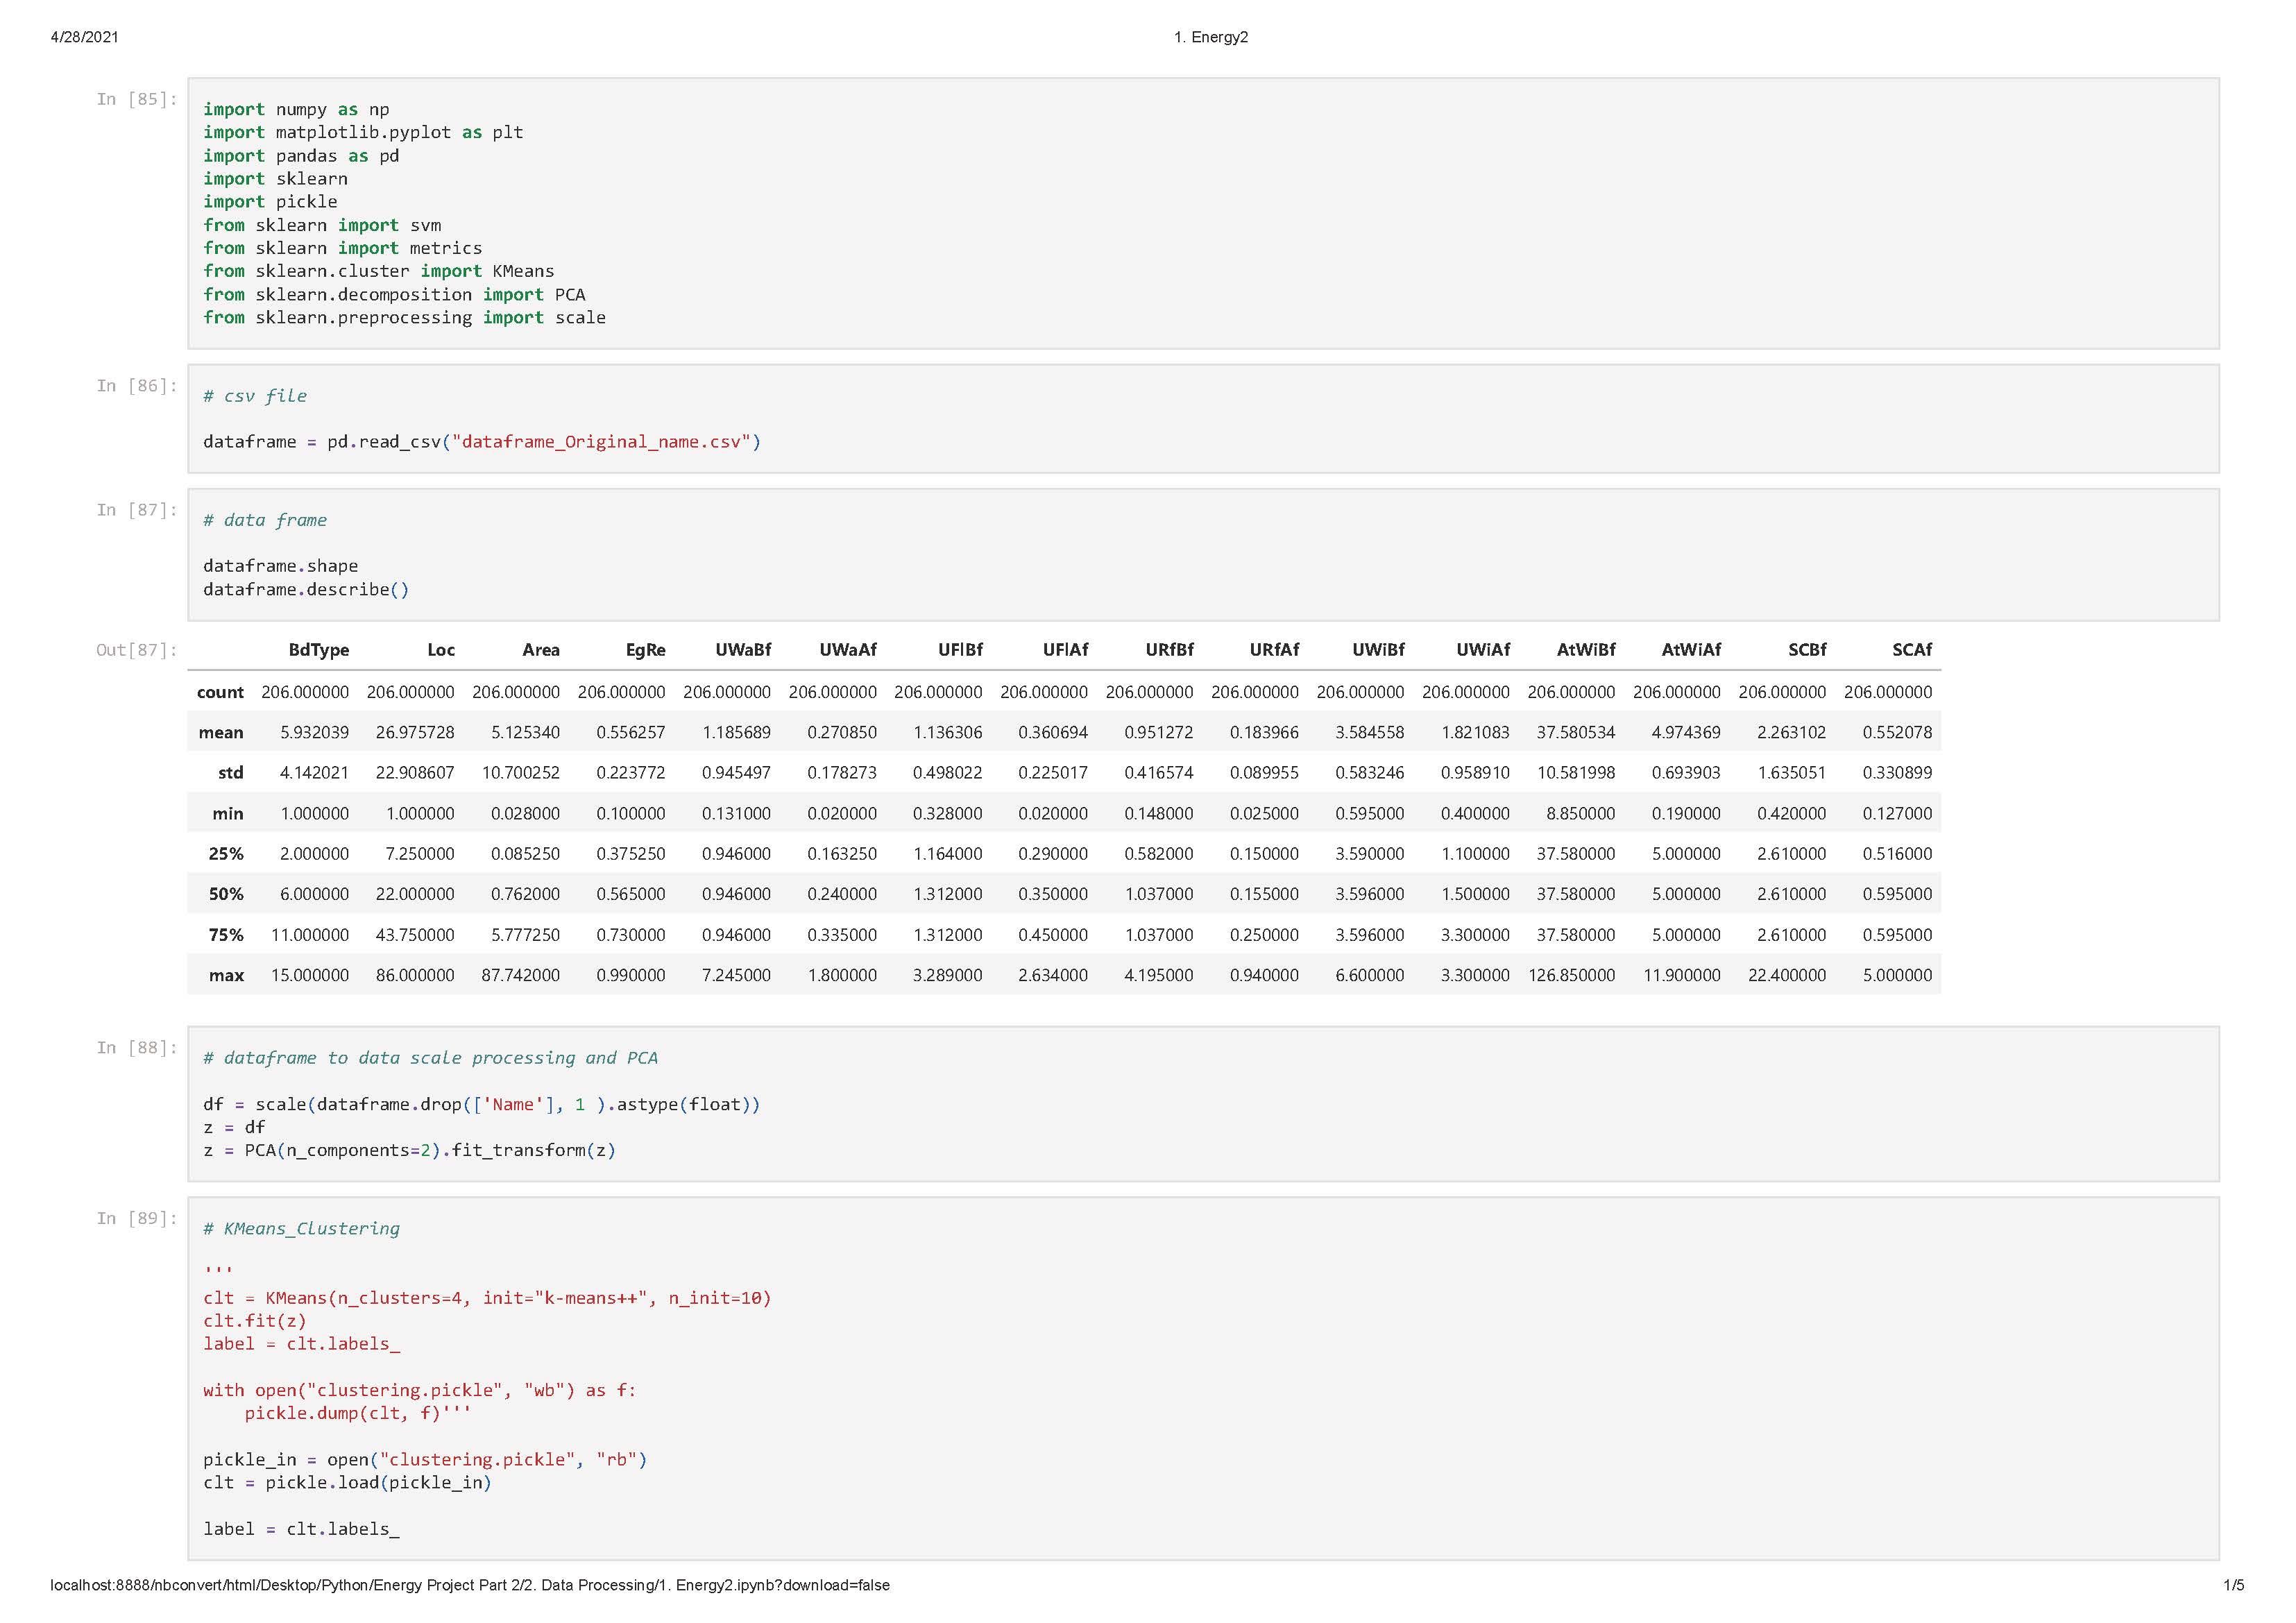 4/28/2021
1. Energy2
In [85]:
import numpy as np
import matplotlib.pyplot as plt
import pandas as pd
import sklearn
import pickle
from sklearn import svm
from sklearn import metrics
from sklearn.cluster import KMeans
from sklearn.decomposition import PCA
from sklearn.preprocessing import scale
In [86]:
# csv file
dataframe = pd.read_csv("dataframe_Original_name.csv")
In [87]:
# data frame
dataframe.shape
dataframe.describe()
Out[87]:
BdType Loc Area EgRe UWaBf UWaAf UFlBf UFlAf URfBf URfAf UWiBf UWiAf AtWiBf AtWiAf SCBf SCAf
count 206.000000 206.000000 206.000000 206.000000 206.000000 206.000000 206.000000 206.000000 206.000000 206.000000 206.000000 206.000000 206.000000 206.000000 206.000000 206.000000
mean 5.932039 26.975728 5.125340 0.556257 1.185689 0.270850 1.136306 0.360694 0.951272 0.183966 3.584558 1.821083 37.580534 4.974369 2.263102 0.552078
std 4.142021 22.908607 10.700252 0.223772 0.945497 0.178273 0.498022 0.225017 0.416574 0.089955 0.583246 0.958910 10.581998 0.693903 1.635051 0.330899
min 1.000000 1.000000 0.028000 0.100000 0.131000 0.020000 0.328000 0.020000 0.148000 0.025000 0.595000 0.400000 8.850000 0.190000 0.420000 0.127000
25% 2.000000 7.250000 0.085250 0.375250 0.946000 0.163250 1.164000 0.290000 0.582000 0.150000 3.590000 1.100000 37.580000 5.000000 2.610000 0.516000
50% 6.000000 22.000000 0.762000 0.565000 0.946000 0.240000 1.312000 0.350000 1.037000 0.155000 3.596000 1.500000 37.580000 5.000000 2.610000 0.595000
75% 11.000000 43.750000 5.777250 0.730000 0.946000 0.335000 1.312000 0.450000 1.037000 0.250000 3.596000 3.300000 37.580000 5.000000 2.610000 0.595000
max 15.000000 86.000000 87.742000 0.990000 7.245000 1.800000 3.289000 2.634000 4.195000 0.940000 6.600000 3.300000 126.850000 11.900000 22.400000 5.000000
In [88]:
# dataframe to data scale processing and PCA
df = scale(dataframe.drop(['Name'], 1 ).astype(float))
z = df
z = PCA(n_components=2).fit_transform(z)
In [89]:
# KMeans_Clustering
'''
clt = KMeans(n_clusters=4, init="k-means++", n_init=10)
clt.fit(z)
label = clt.labels_
with open("clustering.pickle", "wb") as f:
pickle.dump(clt, f)'''
pickle_in = open("clustering.pickle", "rb")
clt = pickle.load(pickle_in)
label = clt.labels_
localhost:8888/nbconvert/html/Desktop/Python/Energy Project Part 2/2. Data Processing/1. Energy2.ipynb?download=false
1/5